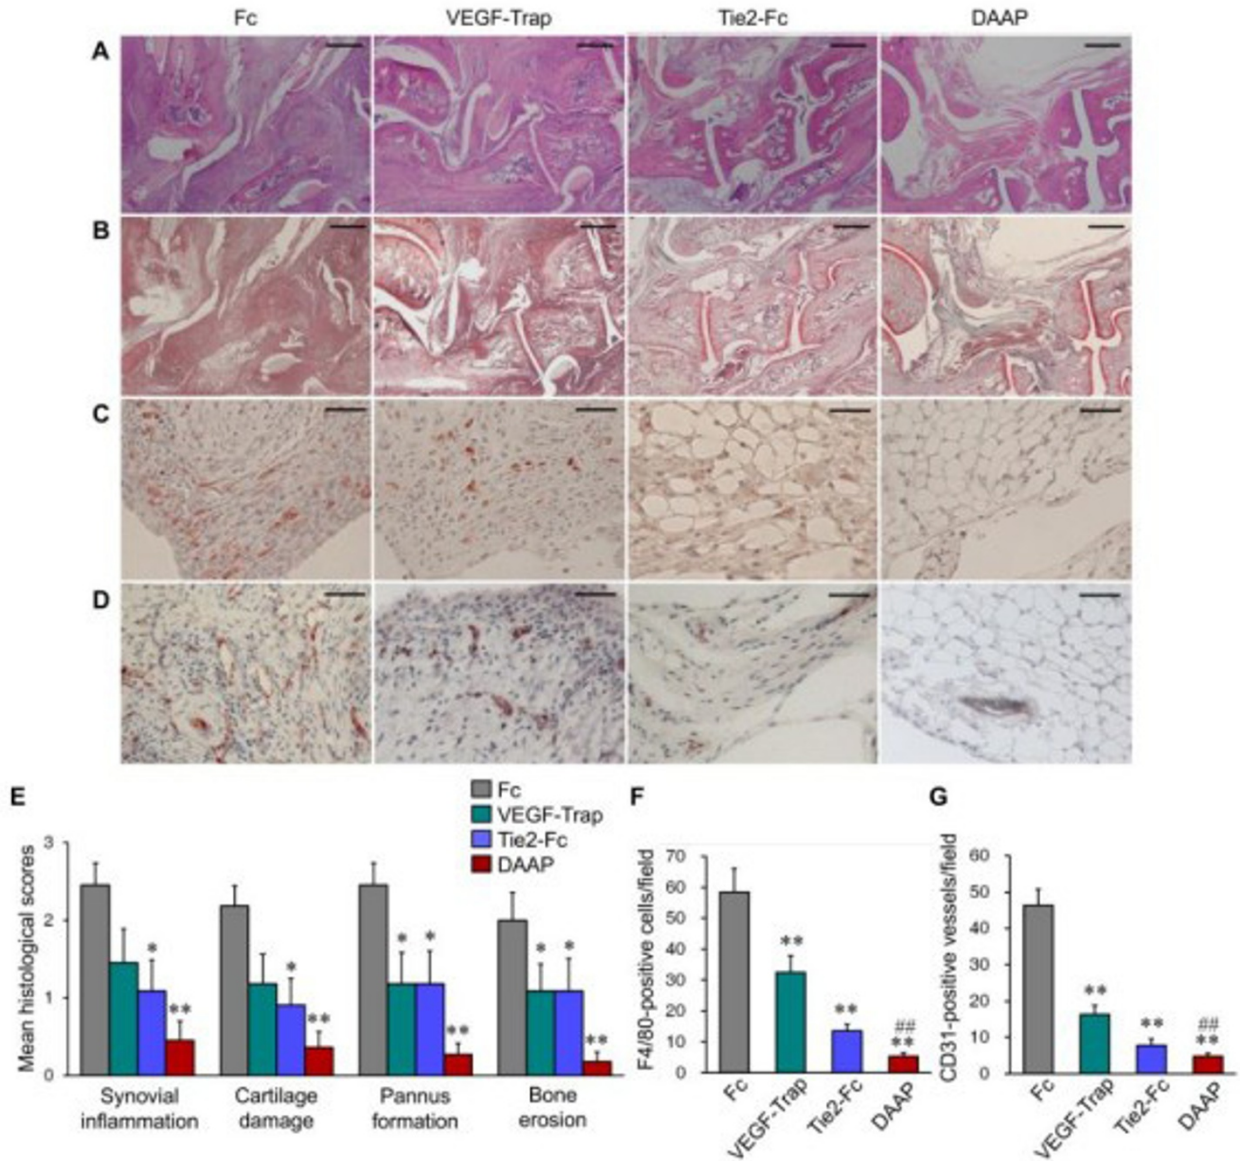 Fc VEGF-Trap Tie2-Fc DAAP
A
B
C
D
E
Fc
VEGF-Trap
Tie2-Fc
DAAP
Mean histological scores
3
2
1
0
* ** * ** * * ** * * **
Synovial inflammation
Cartilage damage
Pannus formation
Bone erosion
F
F4/80-positive cells/field
70
60
50
40
30
20
10
0
** ** ## **
Fc VEGF-Trap Tie2-Fc DAAP
G
CD31-positive vessels/field
60
50
40
30
20
10
0
** ** ## **
Fc VEGF-Trap Tie2-Fc DAAP